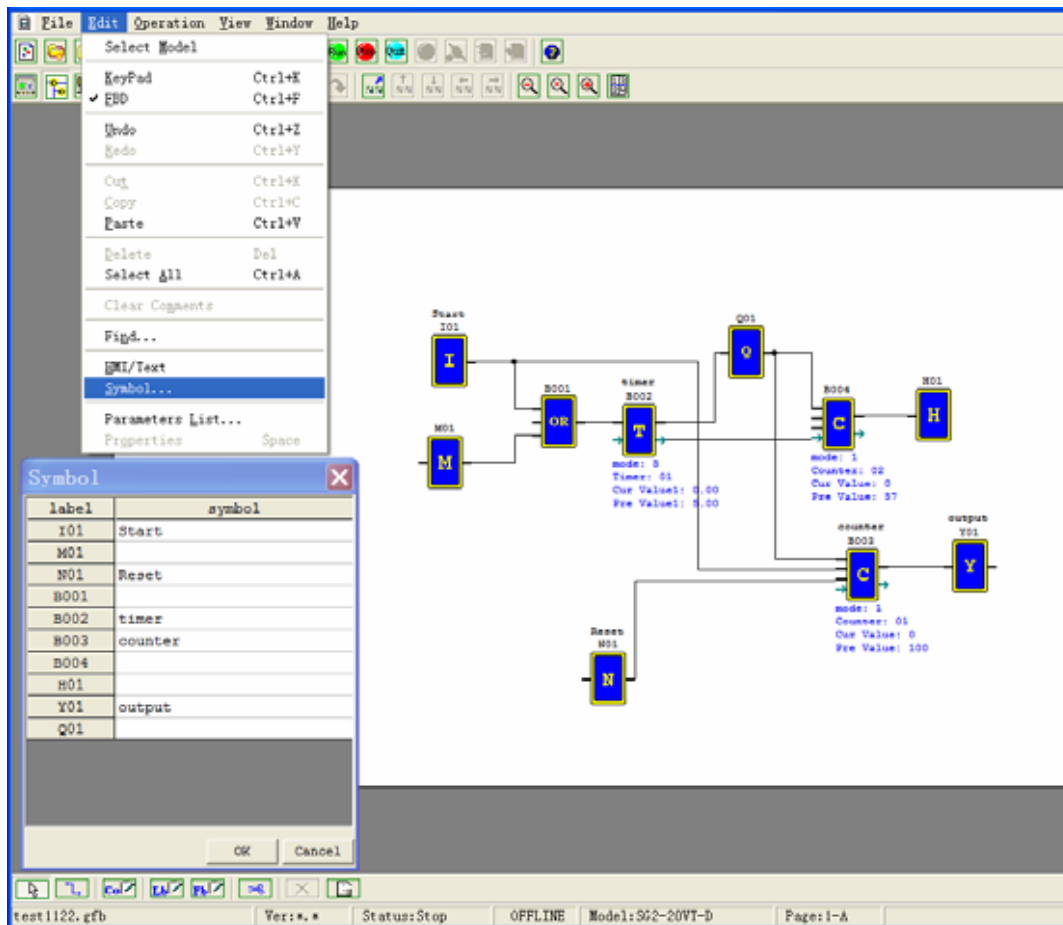 File Edit Operation View Window Help
Select Model
KeyPad Ctrl+K
FBD Ctrl+F
Undo Ctrl+Z
Redo Ctrl+Y
Cut Ctrl+X
Copy Ctrl+C
Paste Ctrl+V
Delete Del
Select All Ctrl+A
Clear Comments
Find...
HMI/Text
Symbol...
Parameters List...
Properties Space
Start
I01
I
M01
M
B001
OR
timer
B002
T
mode: 5
Timer: 01
Cur Value1: 0.00
Pre Value1: 5.00
Q01
Q
B004
C
mode: 1
Counter: 02
Cur Value: 0
Pre Value: 57
H01
H
counter
B003
C
mode: 1
Counter: 01
Cur Value: 0
Pre Value: 100
output
Y01
Y
Reset
N01
N
Symbol
label symbol
I01 Start
M01
N01 Reset
B001
B002 timer
B003 counter
B004
H01
Y01 output
Q01
OK Cancel
test1122.gfb Ver:*.* Status:Stop OFFLINE Model:SG2-20VT-D Page:1-A